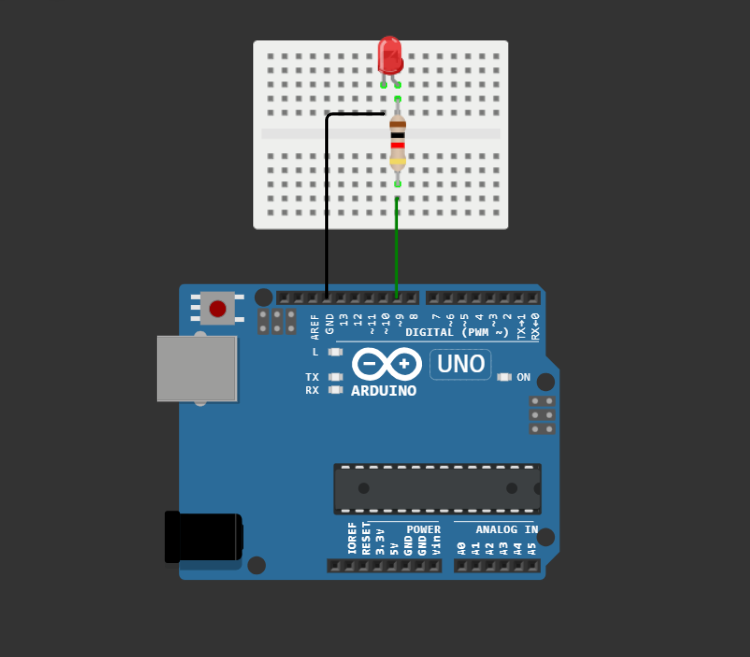 AREF
GND
13
12
~11
~10
~9
8
7
~6
~5
4
~3
2
TX→1
RX←0
DIGITAL (PWM ~)
L
TX
RX
UNO
ON
ARDUINO
IOREF
RESET
3.3V
5V
GND
GND
Vin
POWER
ANALOG IN
A0
A1
A2
A3
A4
A5